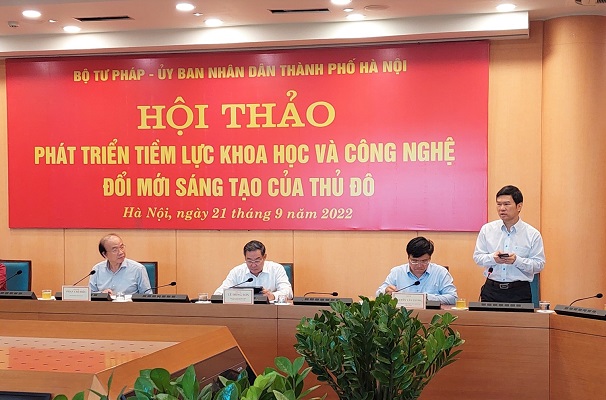 BỘ TƯ PHÁP - ỦY BAN NHÂN DÂN THÀNH PHỐ HÀ NỘI
HỘI THẢO
PHÁT TRIỂN TIỀM LỰC KHOA HỌC VÀ CÔNG NGHỆ
ĐỔI MỚI SÁNG TẠO CỦA THỦ ĐÔ
Hà Nội, ngày 21 tháng 9 năm 2022